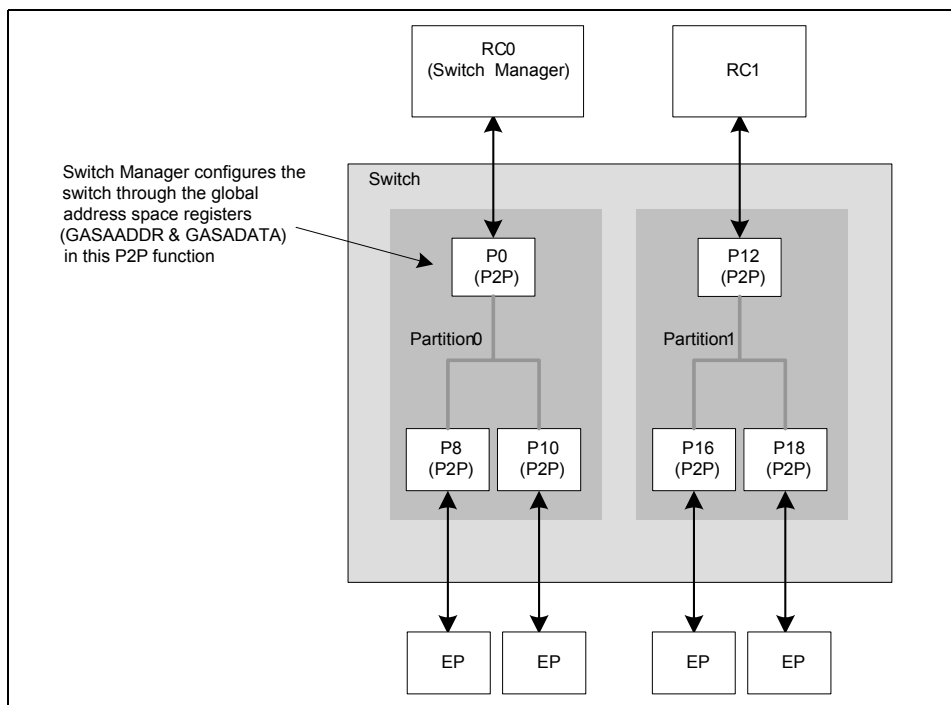 RC0
(Switch Manager)
RC1
Switch Manager configures the
switch through the global
address space registers
(GASAADDR & GASADATA)
in this P2P function
Switch
P0
(P2P)
P12
(P2P)
Partition0
Partition1
P8
(P2P)
P10
(P2P)
P16
(P2P)
P18
(P2P)
EP
EP
EP
EP